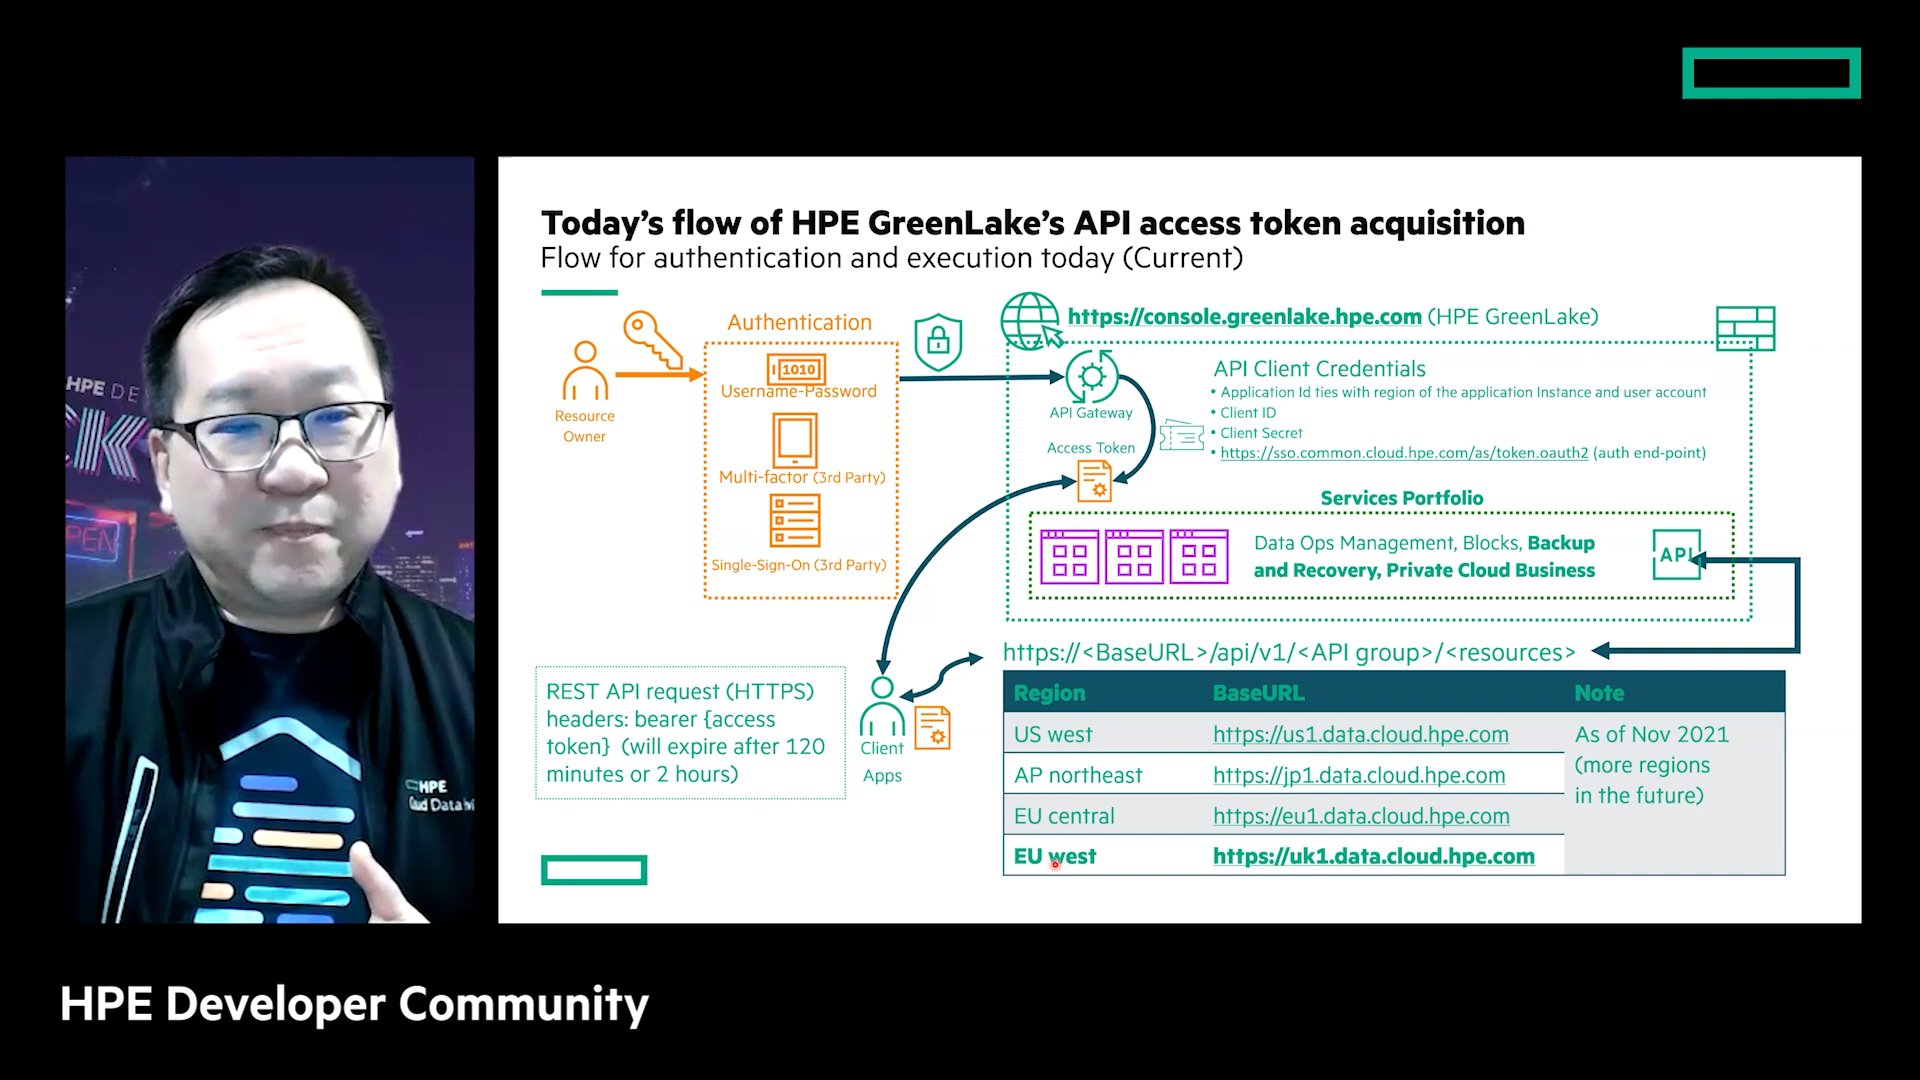 Today's flow of HPE GreenLake's API access token acquisition
Flow for authentication and execution today (Current)
Authentication
1010
Username-Password
Multi-factor (3rd Party)
Single-Sign-On (3rd Party)
Resource
Owner
https://console.greenlake.hpe.com (HPE GreenLake)
API Gateway
Access Token
API Client Credentials
• Application Id ties with region of the application Instance and user account
• Client ID
• Client Secret
• https://sso.common.cloud.hpe.com/as/token.oauth2 (auth end-point)
Services Portfolio
Data Ops Management, Blocks, Backup
and Recovery, Private Cloud Business
API
https://<BaseURL>/api/v1/<API group>/<resources>
REST API request (HTTPS)
headers: bearer {access
token} (will expire after 120
minutes or 2 hours)
Client
Apps
Region BaseURL Note
US west https://us1.data.cloud.hpe.com As of Nov 2021
(more regions
in the future)
AP northeast https://jp1.data.cloud.hpe.com
EU central https://eu1.data.cloud.hpe.com
EU west https://uk1.data.cloud.hpe.com
HPE DE
CK
OPEN
HPE
Data
HPE Developer Community